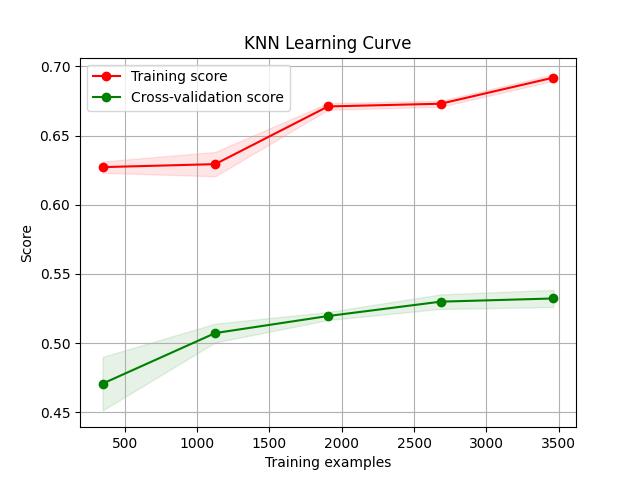 KNN Learning Curve
Training score
Cross-validation score
0.70
0.65
0.60
0.55
0.50
0.45
Score
500 1000 1500 2000 2500 3000 3500
Training examples